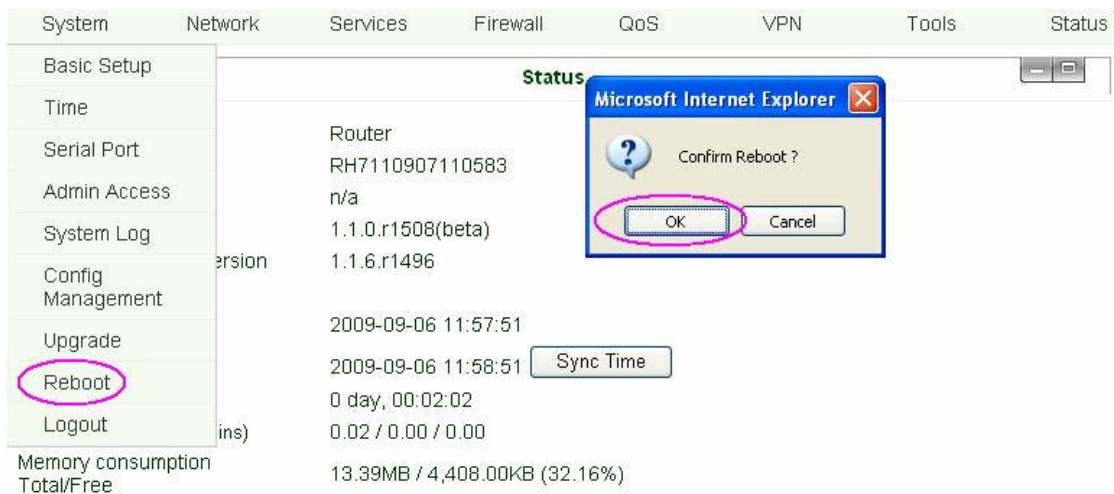 System Network Services Firewall QoS VPN Tools Status
Basic Setup
Status
Time
Serial Port
Admin Access
System Log
Config
Management
Upgrade
Reboot
Logout
Router
RH7110907110583
n/a
1.1.0.r1508(beta)
ersion 1.1.6.r1496
2009-09-06 11:57:51
2009-09-06 11:58:51 Sync Time
0 day, 00:02:02
ins) 0.02 / 0.00 / 0.00
Memory consumption
Total/Free 13.39MB / 4,408.00KB (32.16%)
Microsoft Internet Explorer
Confirm Reboot ?
OK Cancel